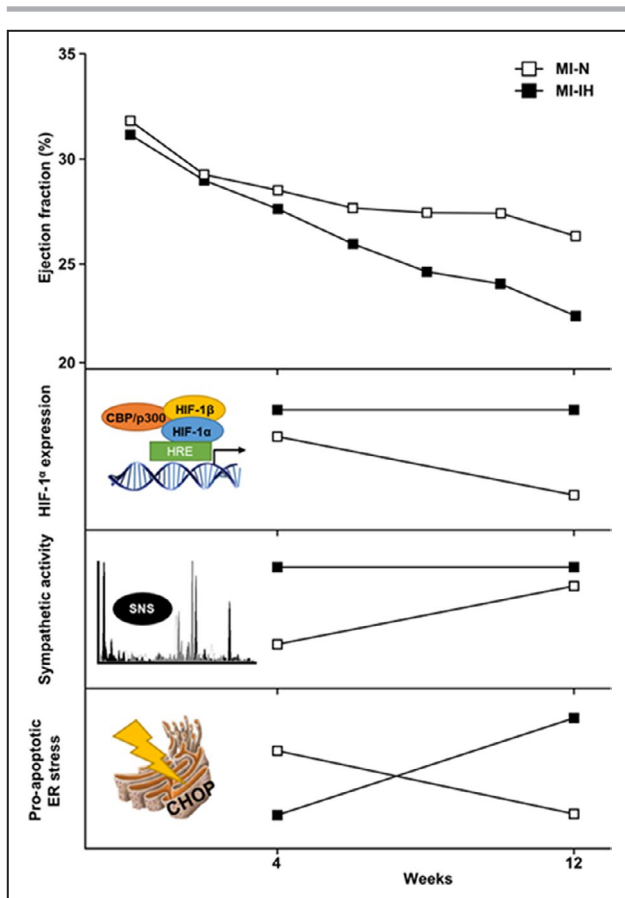 35
MI-N
MI-IH
30
25
20
Ejection fraction (%)
CBP/p300
HIF-1β
HIF-1α
HRE
HIF-1α expression
SNS
Sympathetic activity
CHOP
Pro-apoptotic
ER stress
4
12
Weeks